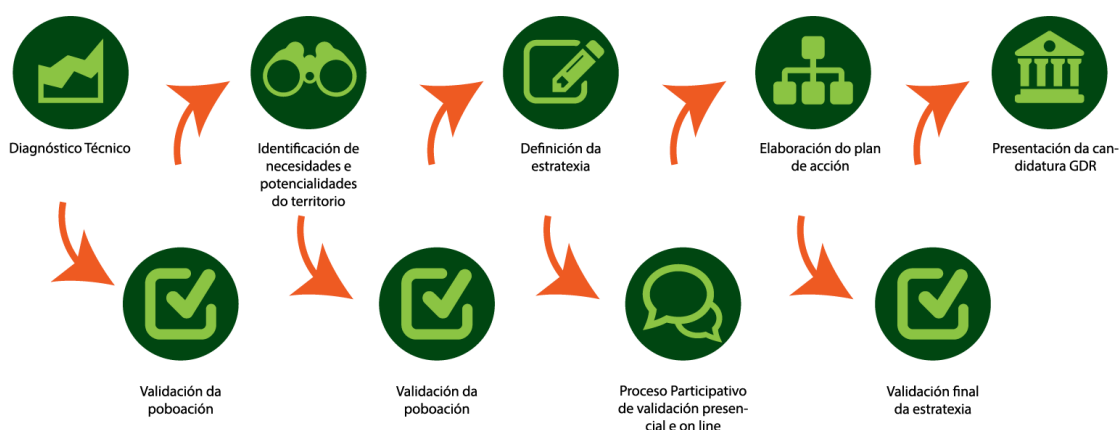 Diagnóstico Técnico
Identificación de
necesidades e
potencialidades
do territorio
Definición da
estratexia
Elaboración do plan
de acción
Presentación da can-
didatura GDR
Validación da
poboación
Validación da
poboación
Proceso Participativo
de validación presen-
cial e on line
Validación final
da estratexia